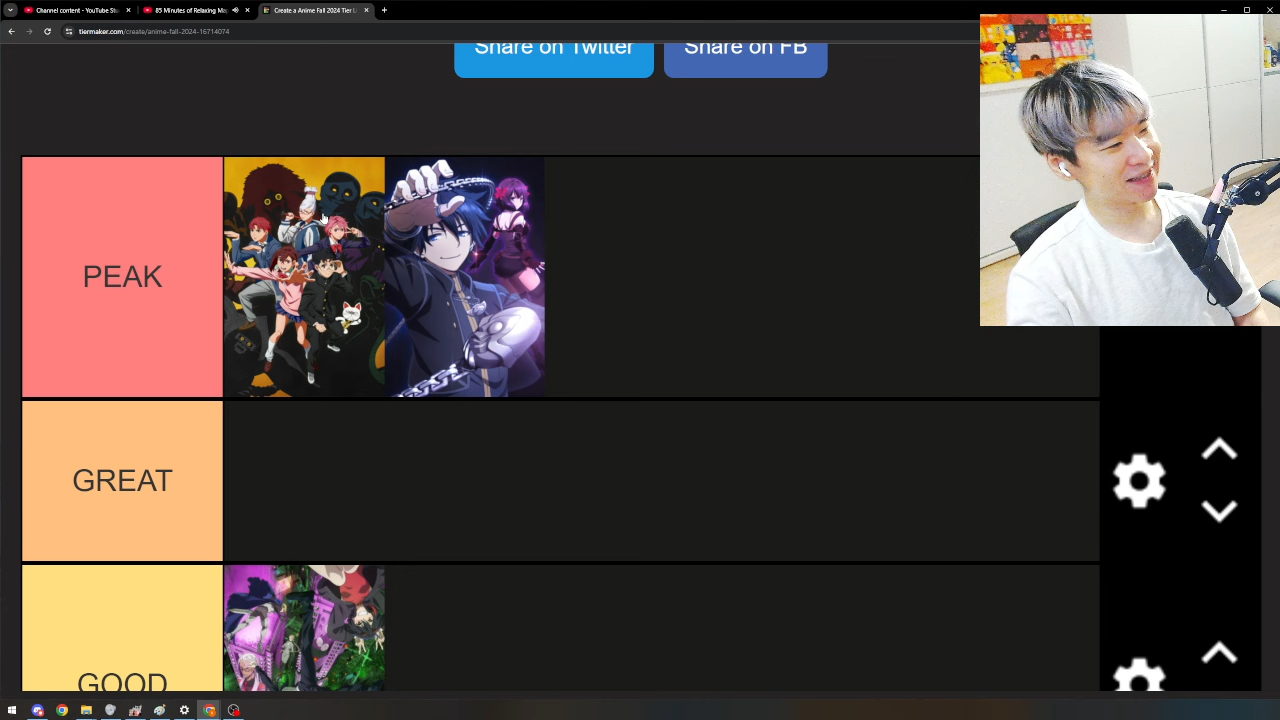 Channel content - YouTube Stu
85 Minutes of Relaxing Ma
Create a Anime Fall 2024 Tier Li
tiermaker.com/create/anime-fall-2024-16714074
Share on Twitter
Share on FB
PEAK
GREAT
GOOD